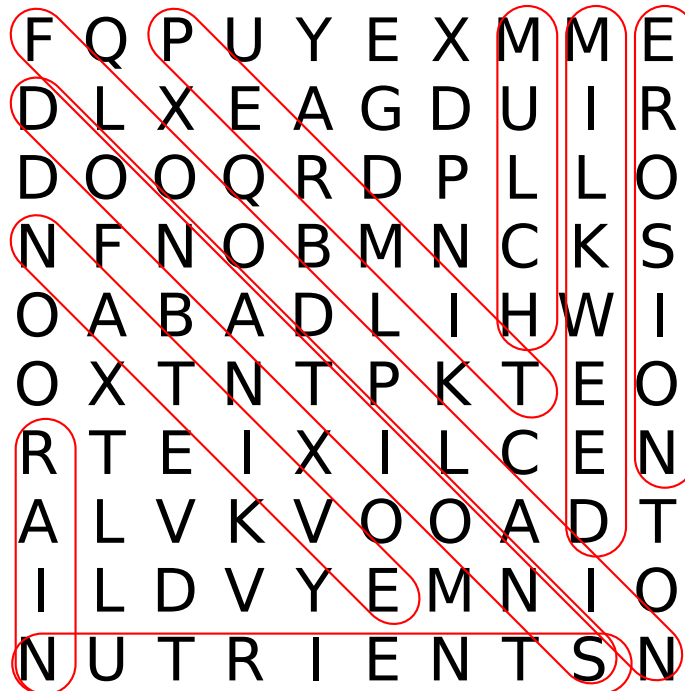 F Q P U Y E X M M E
D L X E A G D U I R
D O O Q R D P L L O
N F N O B M N C K S
O A B A D L I H W I
O X T N T P K T E O
R T E I X I L C E N
A L V K V O O A D T
I L D V Y E M N I O
N U T R I E N T S N